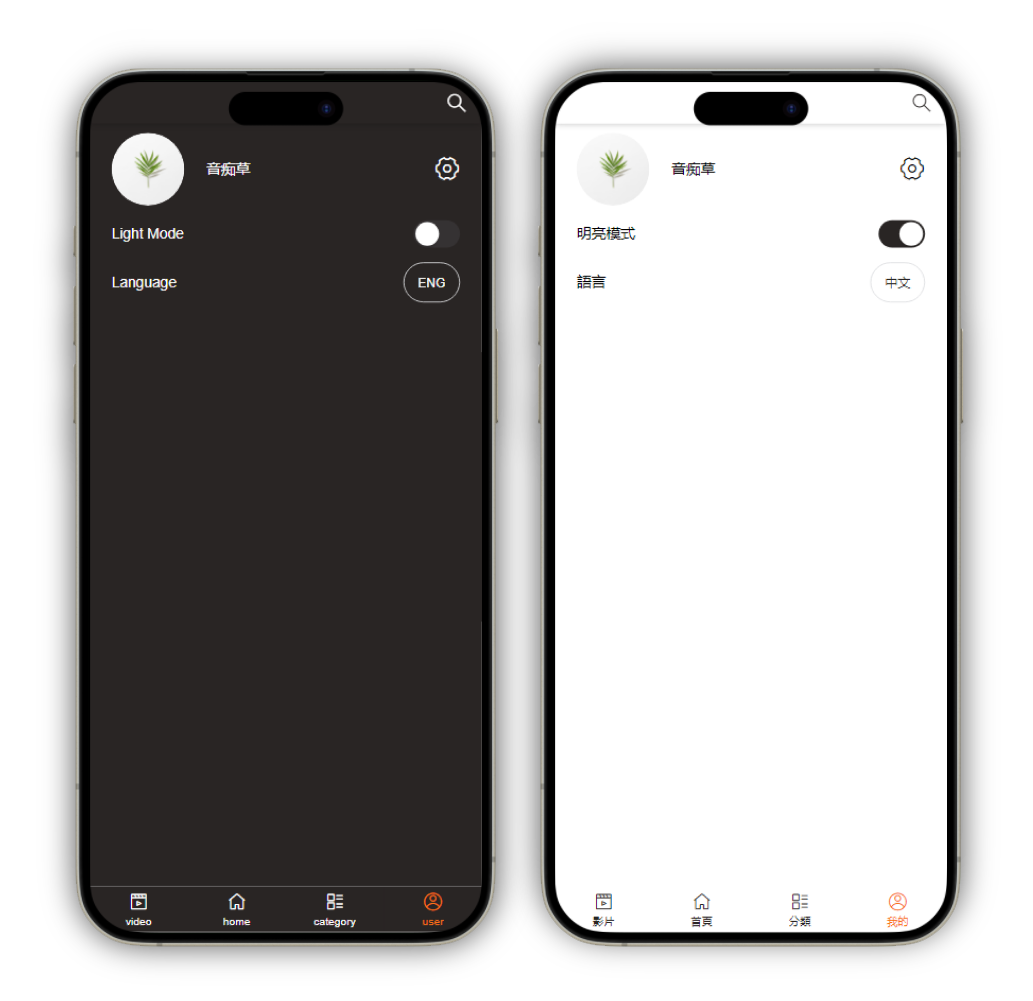 音痴草
Light Mode
Language
ENG
video
home
category
user
音痴草
明亮模式
語言
中文
影片
首頁
分類
我的